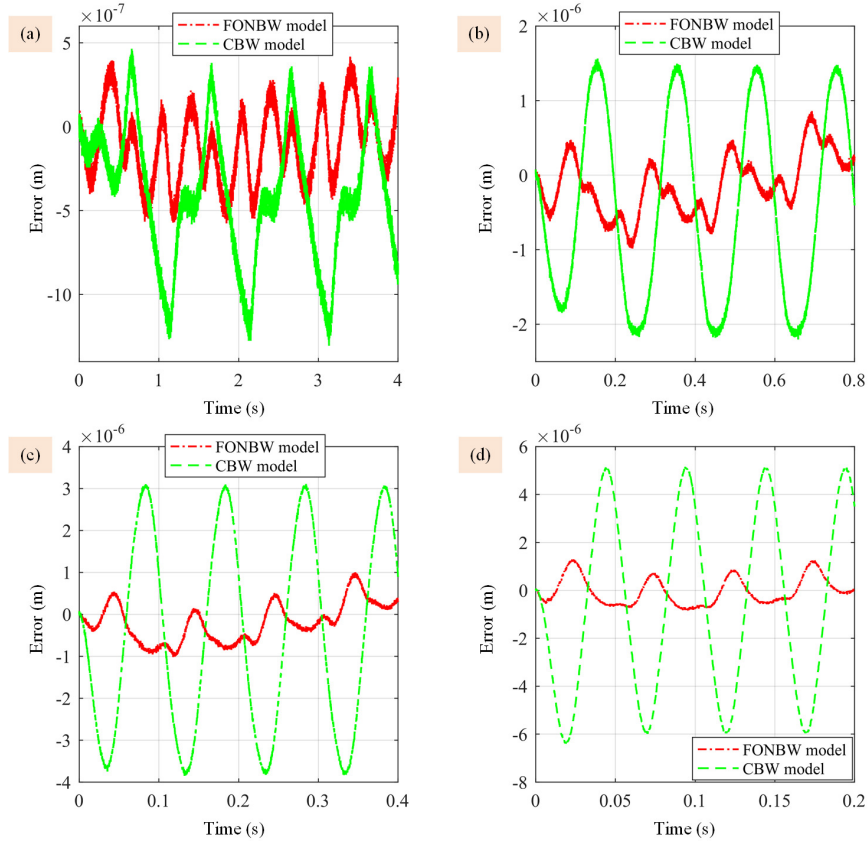 (a)
×10⁻⁷
FONBW model
CBW model
5
0
-5
-10
Error (m)
0
1
2
3
4
Time (s)
(b)
×10⁻⁶
FONBW model
CBW model
2
1
0
-1
-2
Error (m)
0
0.2
0.4
0.6
0.8
Time (s)
(c)
×10⁻⁶
FONBW model
CBW model
4
3
2
1
0
-1
-2
-3
-4
Error (m)
0
0.1
0.2
0.3
0.4
Time (s)
(d)
×10⁻⁶
6
4
2
0
-2
-4
-6
-8
Error (m)
FONBW model
CBW model
0
0.05
0.1
0.15
0.2
Time (s)